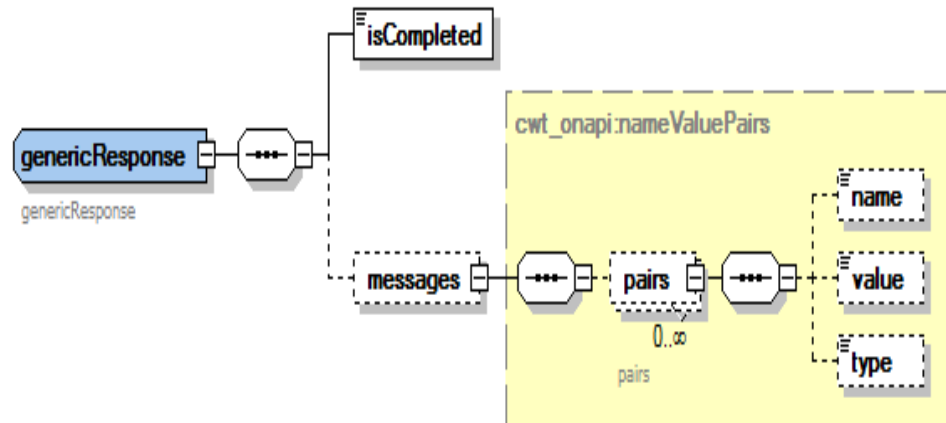 isCompleted
cwt_onapi:nameValuePairs
genericResponse
genericResponse
name
messages
pairs
value
0..∞
pairs
type